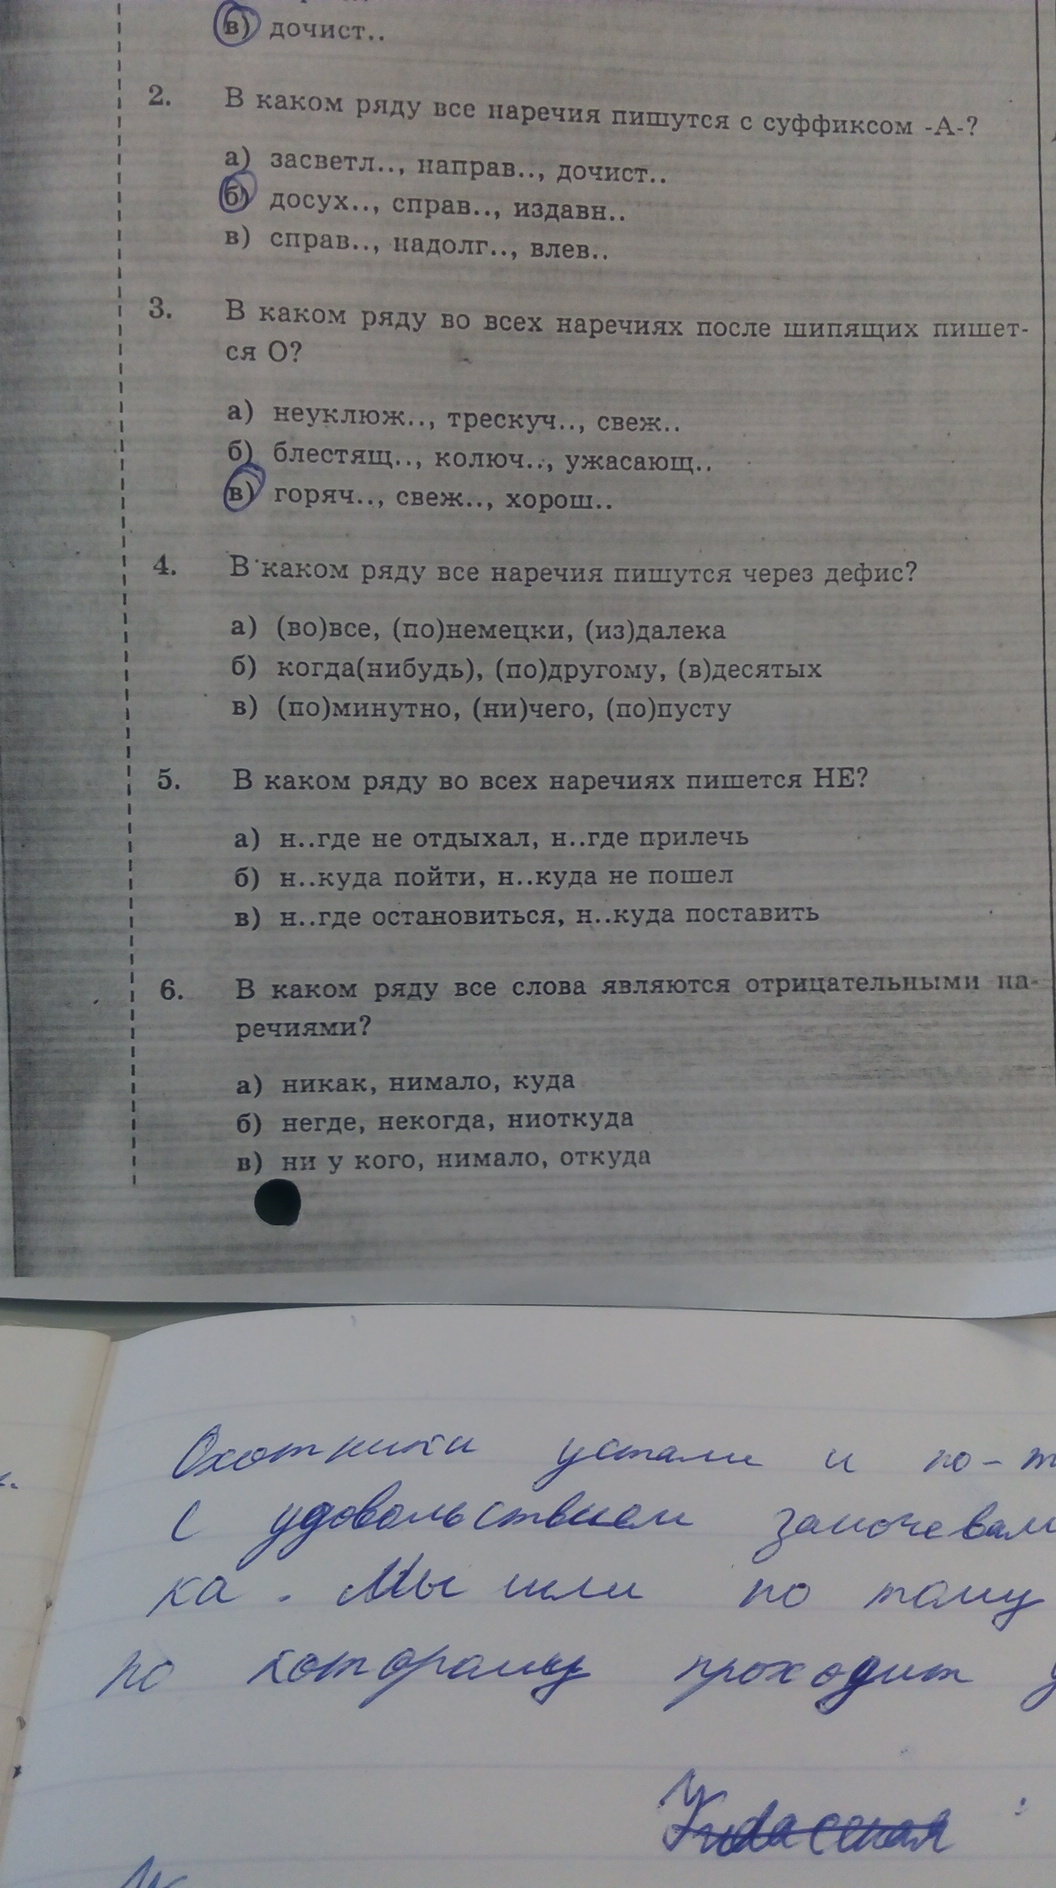 в) дочист..
2. В каком ряду все наречия пишутся с суффиксом -А-?
а) засветл.., направ.., дочист..
б) досух.., справ.., издавн..
в) справ.., надолг.., влев..
3. В каком ряду во всех наречиях после шипящих пишет-
ся О?
а) неуклюж.., трескуч.., свеж..
б) блестящ.., колюч.., ужасающ..
в) горяч.., свеж.., хорош..
4. В каком ряду все наречия пишутся через дефис?
а) (во)все, (по)немецки, (из)далека
б) когда(нибудь), (по)другому, (в)десятых
в) (по)минутно, (ни)чего, (по)пусту
5. В каком ряду во всех наречиях пишется НЕ?
а) н..где не отдыхал, н..где прилечь
б) н..куда пойти, н..куда не пошел
в) н..где остановиться, н..куда поставить
6. В каком ряду все слова являются отрицательными на-
речиями?
а) никак, нимало, куда
б) негде, некогда, ниоткуда
в) ни у кого, нимало, откуда
Охотники устали и по-т
с удовольствием заночевали
ка. Мы шли по тому
по которому проходит у